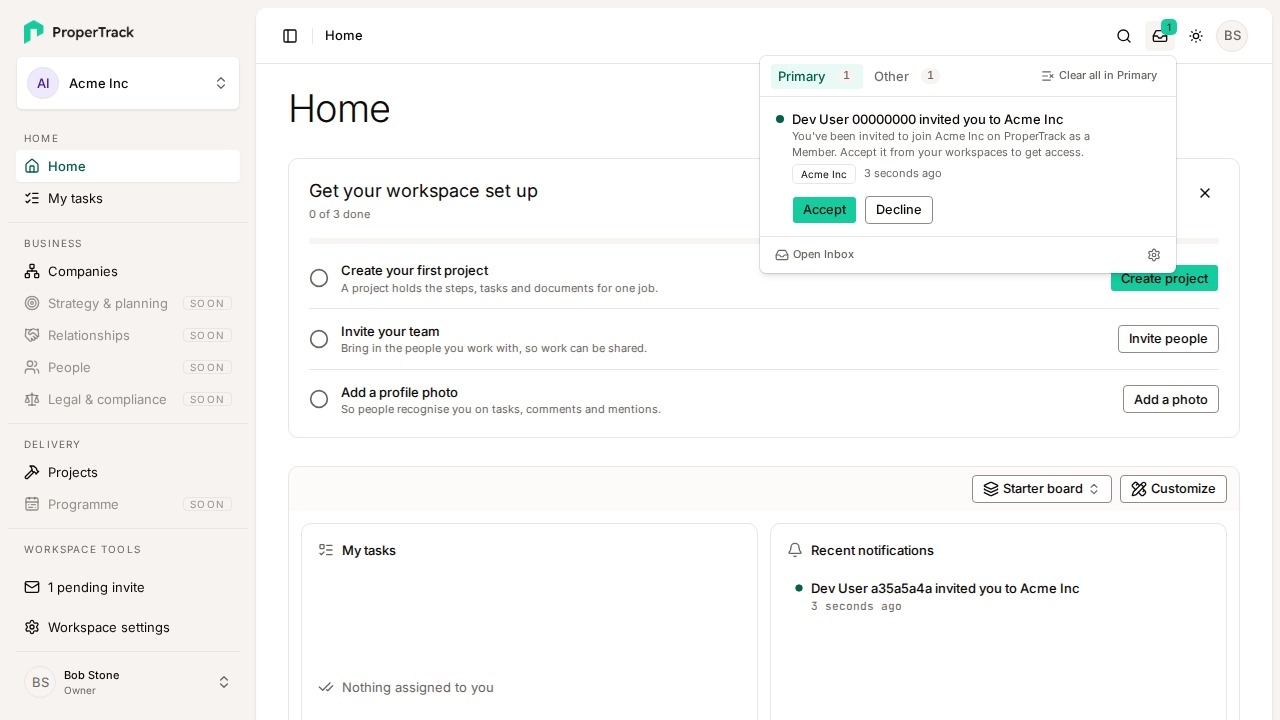 ProperTrack
AI
Acme Inc
HOME
Home
My tasks
BUSINESS
Companies
Strategy & planning SOON
Relationships SOON
People SOON
Legal & compliance SOON
DELIVERY
Projects
Programme SOON
WORKSPACE TOOLS
1 pending invite
Workspace settings
BS
Bob Stone
Owner
Home
1
BS
Home
Primary 1 Other 1 Clear all in Primary
Dev User 00000000 invited you to Acme Inc
You've been invited to join Acme Inc on ProperTrack as a
Member. Accept it from your workspaces to get access.
Acme Inc 3 seconds ago
Accept Decline
Open Inbox
Get your workspace set up
0 of 3 done
Create your first project
A project holds the steps, tasks and documents for one job.
Create project
Invite your team
Bring in the people you work with, so work can be shared.
Invite people
Add a profile photo
So people recognise you on tasks, comments and mentions.
Add a photo
Starter board Customize
My tasks
Nothing assigned to you
Recent notifications
Dev User a35a5a4a invited you to Acme Inc
3 seconds ago